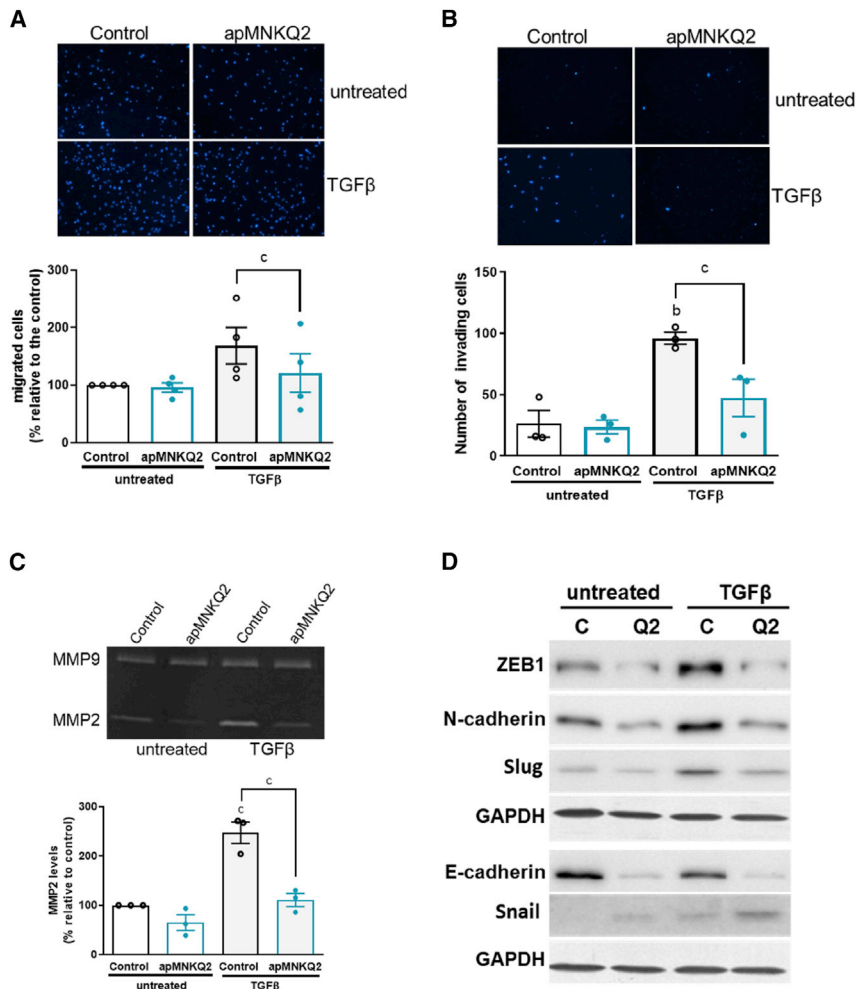 A
Control apMNKQ2
untreated
TGFβ
migrated cells
(% relative to the control)
300
200
100
0
c
Control apMNKQ2 Control apMNKQ2
untreated TGFβ
B
Control apMNKQ2
untreated
TGFβ
Number of invading cells
150
100
50
0
c
b
Control apMNKQ2 Control apMNKQ2
untreated TGFβ
C
Control apMNKQ2 Control apMNKQ2
MMP9
MMP2
untreated TGFβ
MMP2 levels
(% relative to control)
300
200
100
0
c
c
Control apMNKQ2 Control apMNKQ2
untreated TGFβ
D
untreated TGFβ
C Q2 C Q2
ZEB1
N-cadherin
Slug
GAPDH
E-cadherin
Snail
GAPDH